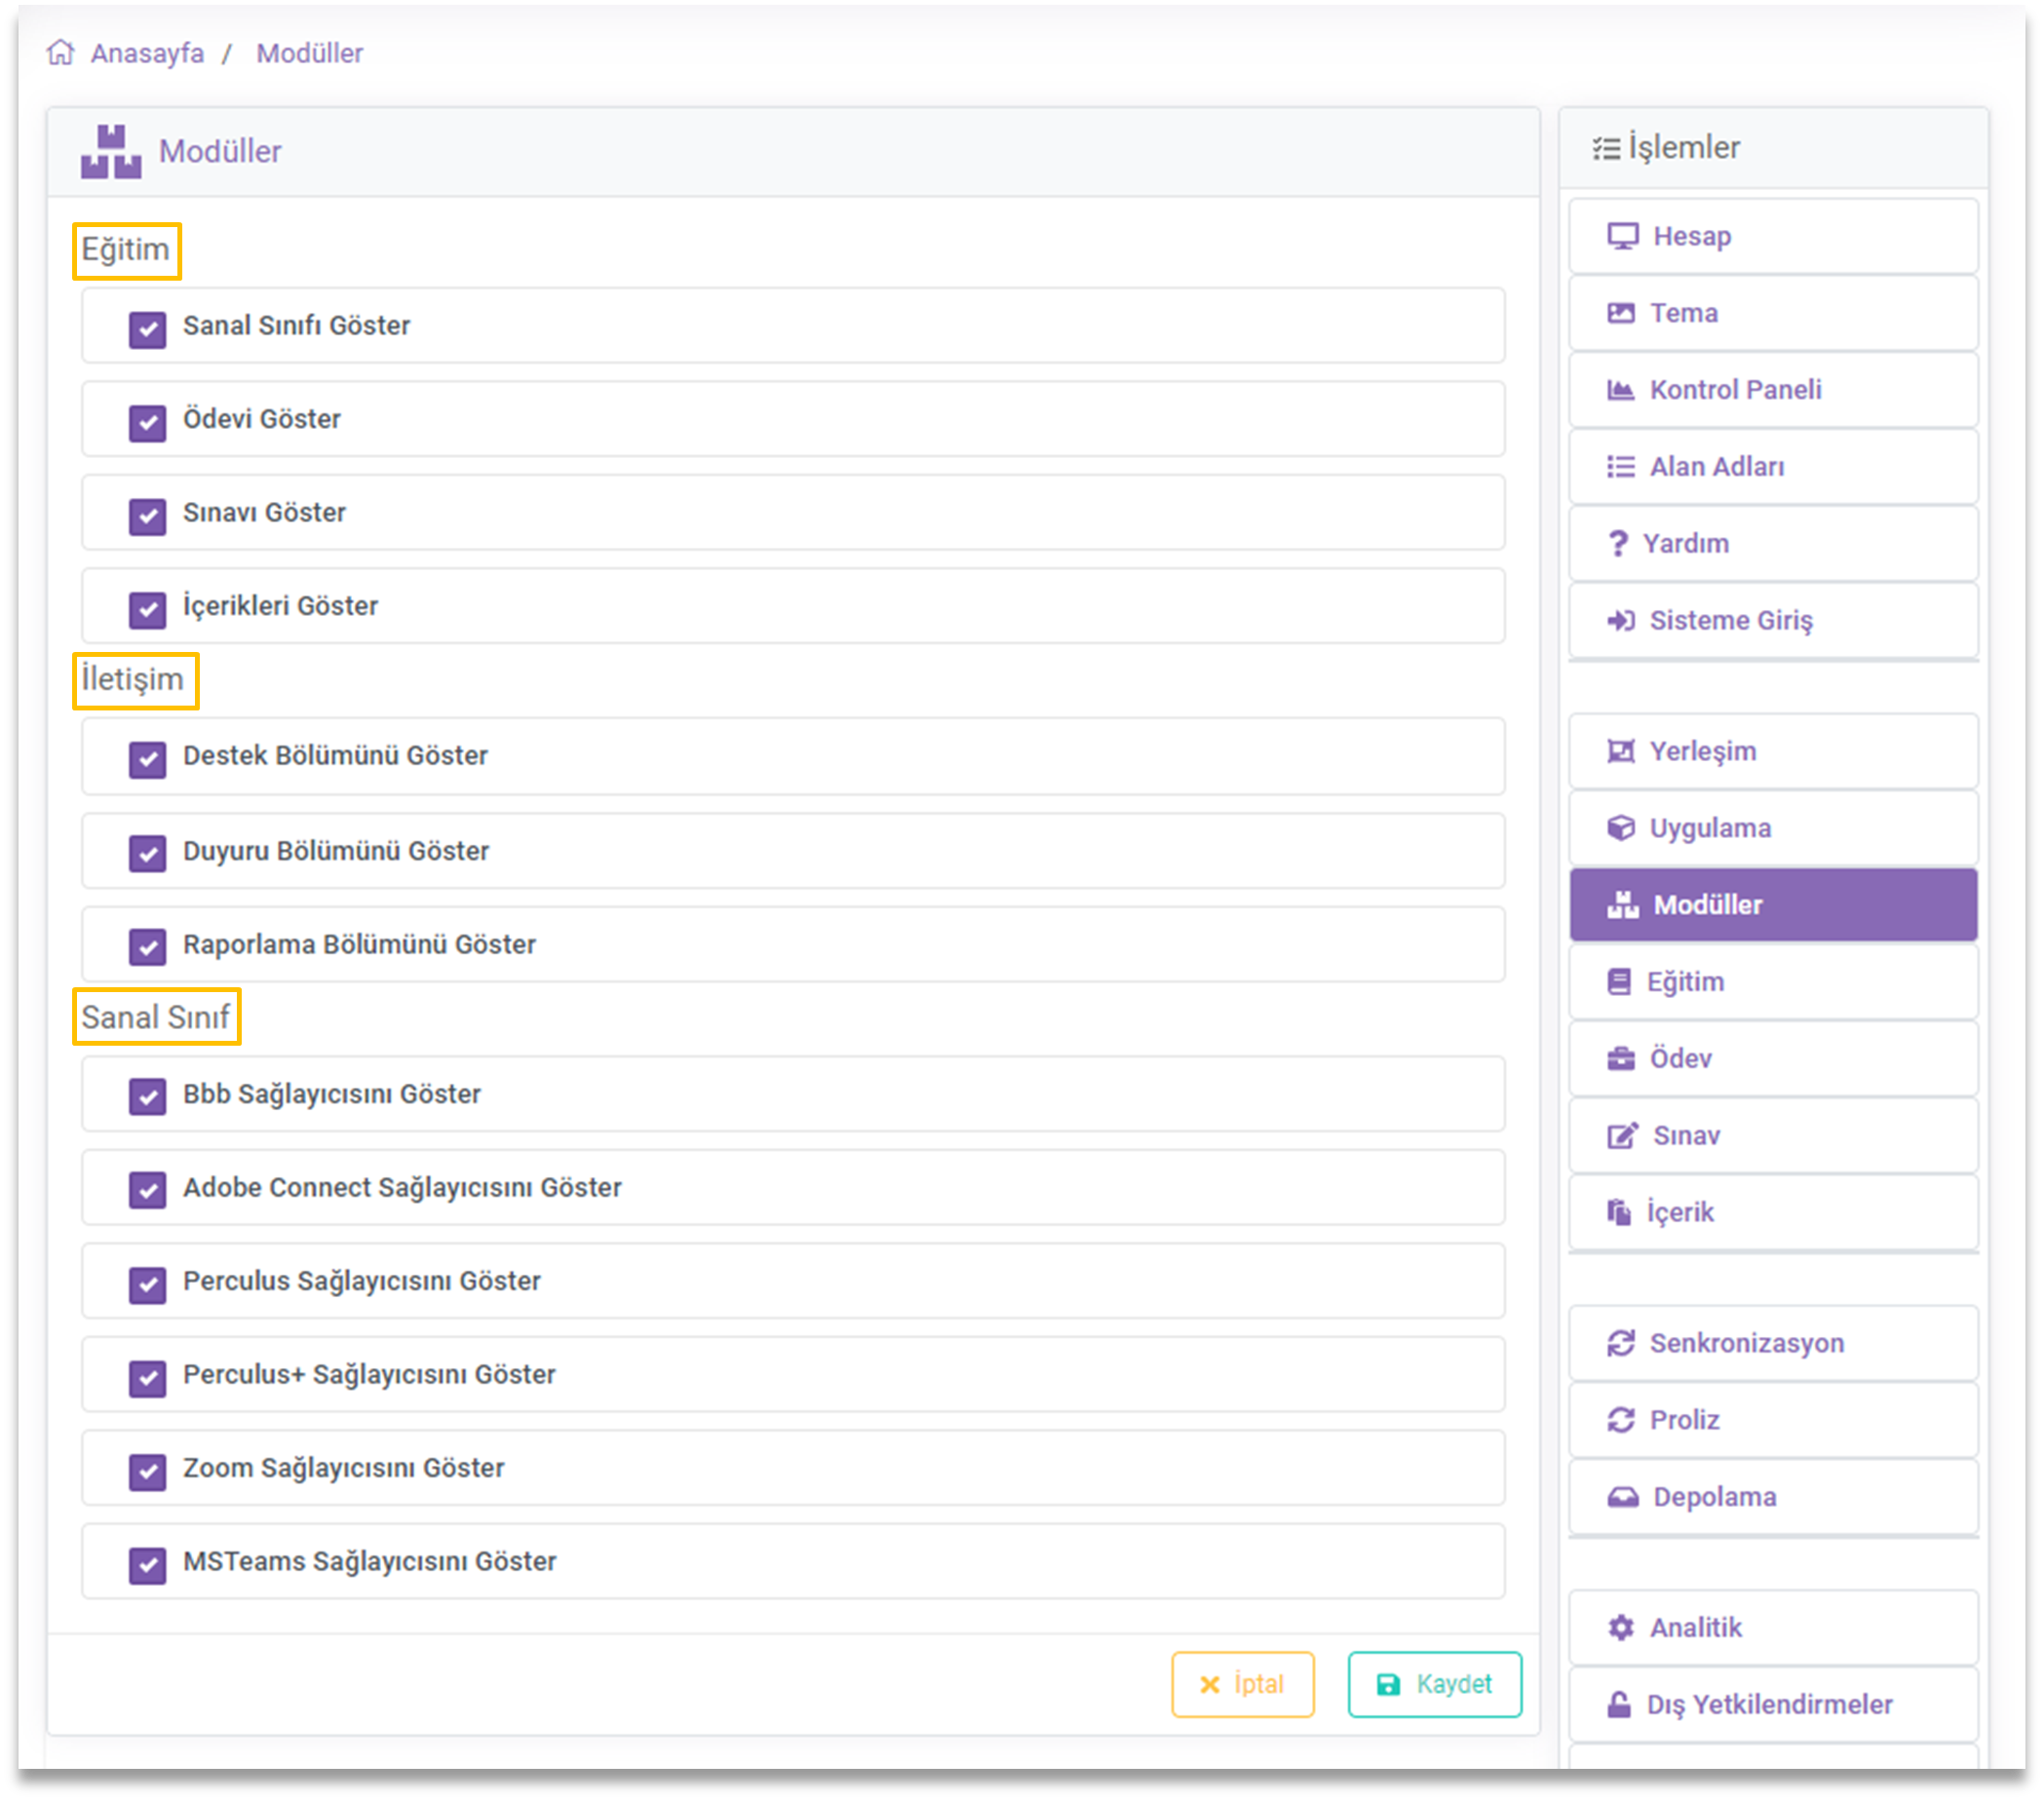 Anasayfa / Modüller
Modüller
Eğitim
Sanal Sınıfı Göster
Ödevi Göster
Sınavı Göster
İçerikleri Göster
İletişim
Destek Bölümünü Göster
Duyuru Bölümünü Göster
Raporlama Bölümünü Göster
Sanal Sınıf
Bbb Sağlayıcısını Göster
Adobe Connect Sağlayıcısını Göster
Perculus Sağlayıcısını Göster
Perculus+ Sağlayıcısını Göster
Zoom Sağlayıcısını Göster
MSTeams Sağlayıcısını Göster
İptal
Kaydet
İşlemler
Hesap
Tema
Kontrol Paneli
Alan Adları
Yardım
Sisteme Giriş
Yerleşim
Uygulama
Modüller
Eğitim
Ödev
Sınav
İçerik
Senkronizasyon
Proliz
Depolama
Analitik
Dış Yetkilendirmeler